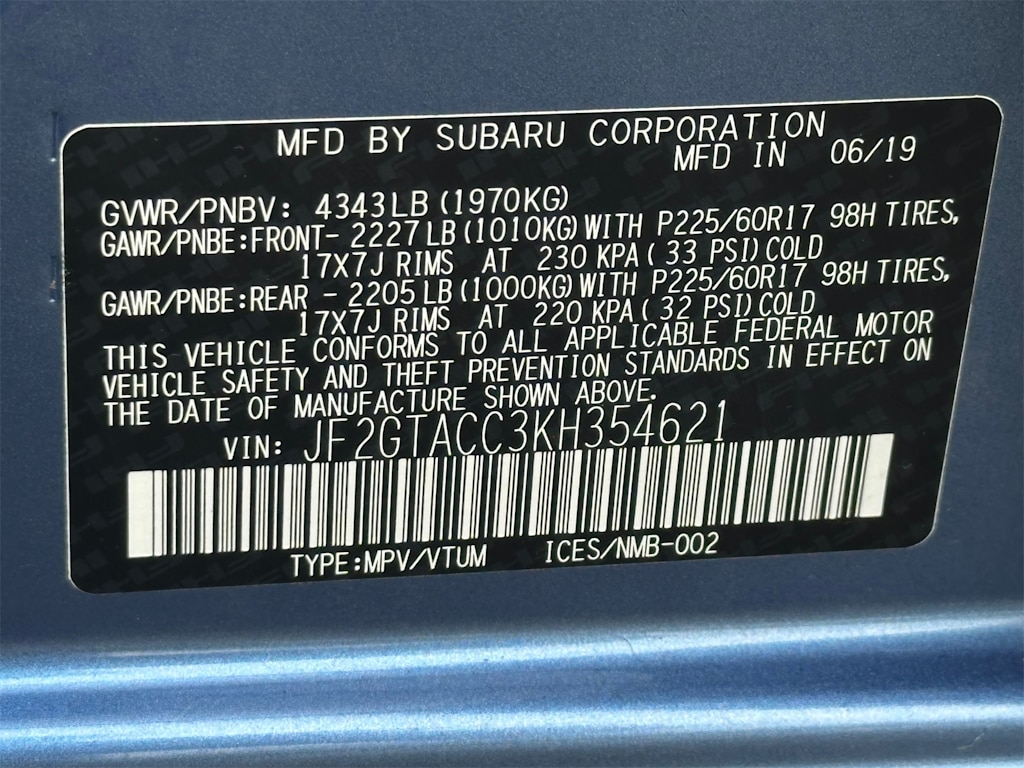 MFD BY SUBARU CORPORATION
MFD IN 06/19
GVWR/PNBV: 4343LB (1970KG)
GAWR/PNBE:FRONT- 2227LB (1010KG) WITH P225/60R17 98H TIRES,
17X7J RIMS AT 230 KPA ( 33 PSI) COLD
GAWR/PNBE:REAR - 2205LB (1000KG) WITH P225/60R17 98H TIRES,
17X7J RIMS AT 220 KPA ( 32 PSI) COLD
THIS VEHICLE CONFORMS TO ALL APPLICABLE FEDERAL MOTOR
VEHICLE SAFETY AND THEFT PREVENTION STANDARDS IN EFFECT ON
THE DATE OF MANUFACTURE SHOWN ABOVE.
VIN: JF2GTACC3KH354621
TYPE:MPV/VTUM ICES/NMB-002